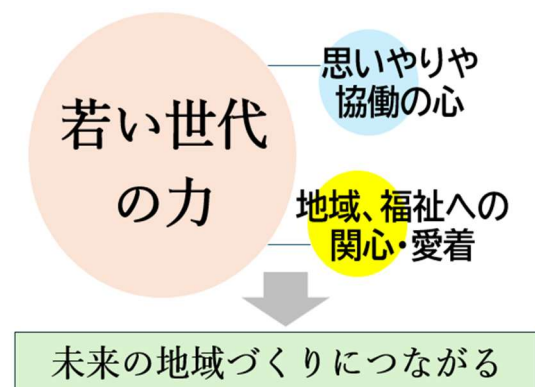 若い世代
の力
思いやりや
協働の心
地域、福祉への
関心・愛着
未来の地域づくりにつながる